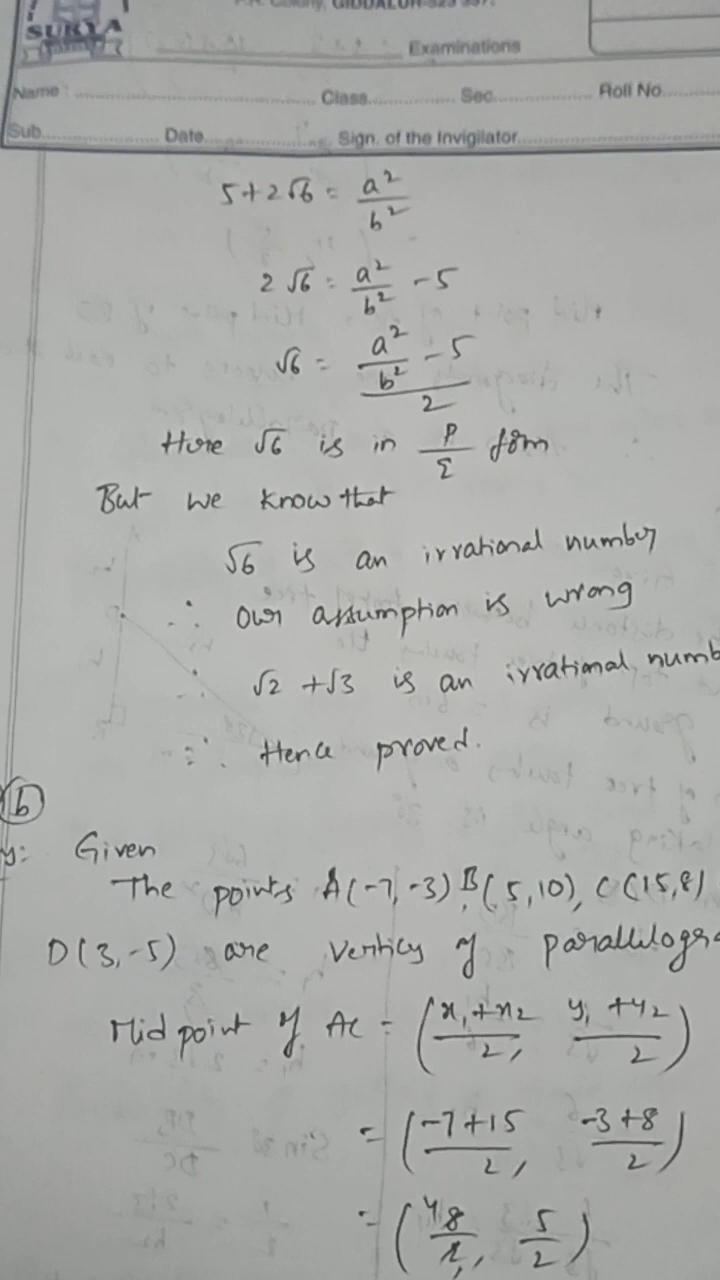 SURYA
Examinations
Name Class Sec Roll No
Sub Date Sign. of the Invigilator
5+2√6 = a²/b²
2√6 = a²/b² - 5
√6 = (a²/b² - 5)/2
Here √6 is in p/q form
But we know that
√6 is an irrational number
∴ our assumption is wrong
∴ √2 + √3 is an irrational numb
∴ Hence proved.
b
Given
The points A(-7,-3) B(5,10), C(15,8)
D(3,-5) are verticy of parallelogra
Midpoint of AC = (x₁+x₂/2, y₁+y₂/2)
= (-7+15/2, -3+8/2)
= (8/2, 5/2)